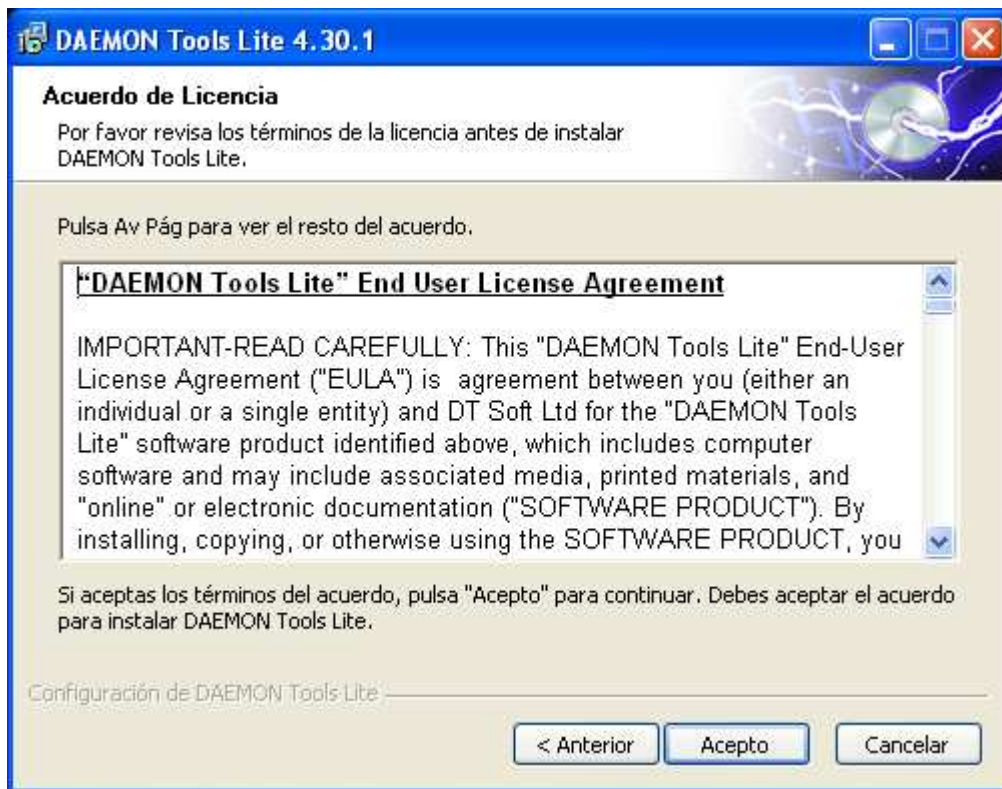 DAEMON Tools Lite 4.30.1
Acuerdo de Licencia
Por favor revisa los términos de la licencia antes de instalar
DAEMON Tools Lite.
Pulsa Av Pág para ver el resto del acuerdo.
“DAEMON Tools Lite” End User License Agreement
IMPORTANT-READ CAREFULLY: This "DAEMON Tools Lite" End-User
License Agreement ("EULA") is  agreement between you (either an
individual or a single entity) and DT Soft Ltd for the "DAEMON Tools
Lite" software product identified above, which includes computer
software and may include associated media, printed materials, and
"online" or electronic documentation ("SOFTWARE PRODUCT"). By
installing, copying, or otherwise using the SOFTWARE PRODUCT, you
Si aceptas los términos del acuerdo, pulsa "Acepto" para continuar. Debes aceptar el acuerdo
para instalar DAEMON Tools Lite.
Configuración de DAEMON Tools Lite
< Anterior
Acepto
Cancelar